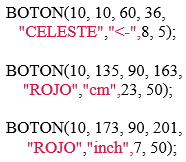 BOTON(10, 10, 60, 36,
"CELESTE","<-",8, 5);
BOTON(10, 135, 90, 163,
"ROJO","cm",23, 50);
BOTON(10, 173, 90, 201,
"ROJO","inch",7, 50);